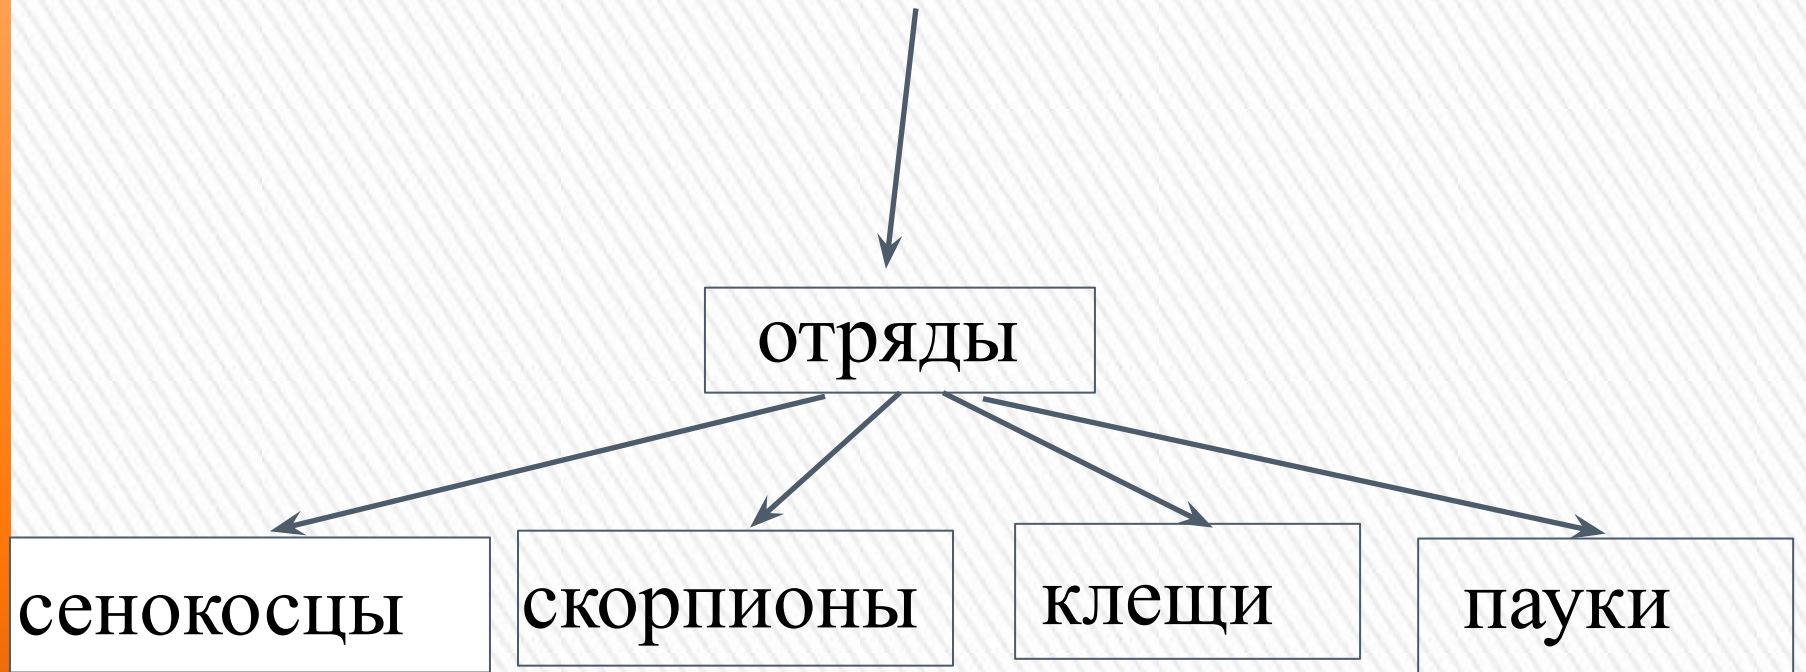 отряды
сенокосцы
скорпионы
клещи
пауки